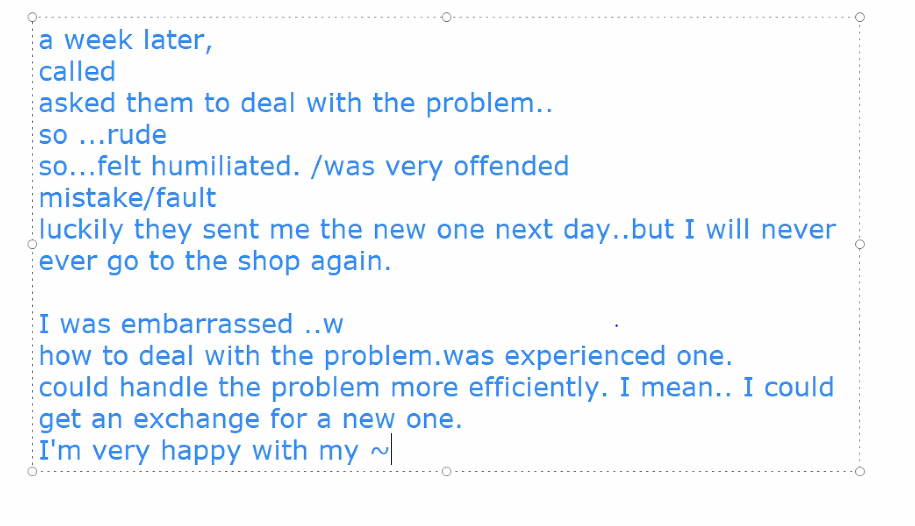 a week later,
called
asked them to deal with the problem..
so ...rude
so...felt humiliated. /was very offended
mistake/fault
luckily they sent me the new one next day..but I will never
ever go to the shop again.
I was embarrassed ..w
how to deal with the problem.was experienced one.
could handle the problem more efficiently. I mean.. I could
get an exchange for a new one.
I'm very happy with my ~